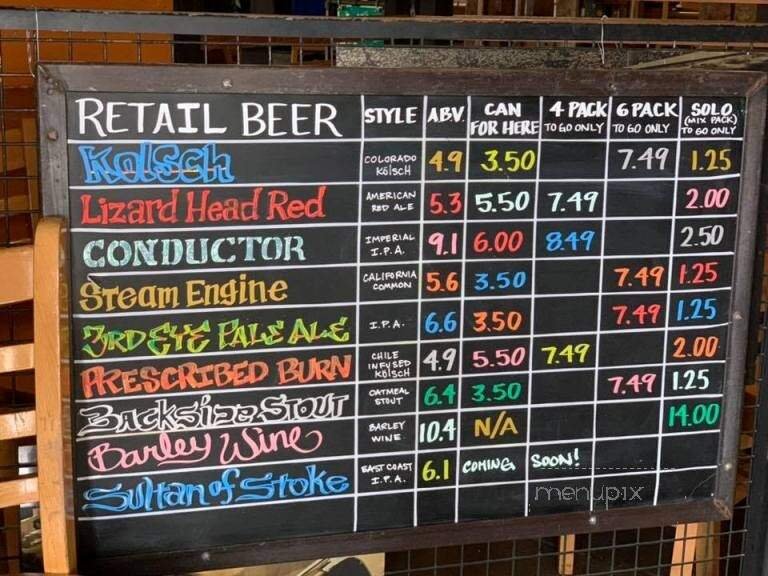 RETAIL BEER STYLE ABV. CAN FOR HERE 4 PACK TO GO ONLY 6 PACK TO GO ONLY SOLO (MIX PACK) TO GO ONLY
Kölsch COLORADO KÖLSCH 4.9 3.50 7.49 1.25
Lizard Head Red AMERICAN RED ALE 5.3 5.50 7.49 2.00
CONDUCTOR IMPERIAL I.P.A. 9.1 6.00 8.49 2.50
Steam Engine CALIFORNIA COMMON 5.6 3.50 7.49 1.25
3RD EYE PALE ALE I.P.A. 6.6 3.50 7.49 1.25
PRESCRIBED BURN CHILE INFUSED KÖLSCH 4.9 5.50 7.49 2.00
Backside Stout OATMEAL STOUT 6.4 3.50 7.49 1.25
Barley Wine BARLEY WINE 10.4 N/A 14.00
Sultan of Stoke EAST COAST I.P.A. 6.1 COMING SOON!
menupix